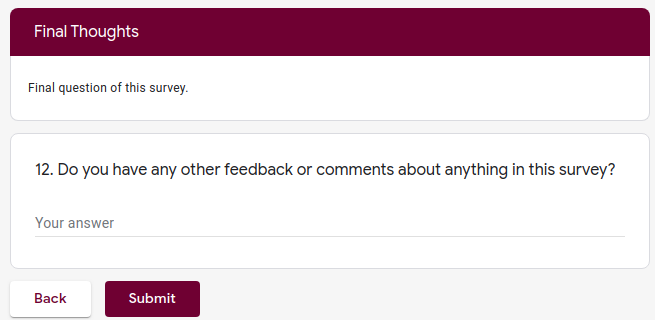 Final Thoughts
Final question of this survey.
12. Do you have any other feedback or comments about anything in this survey?
Your answer
Back
Submit